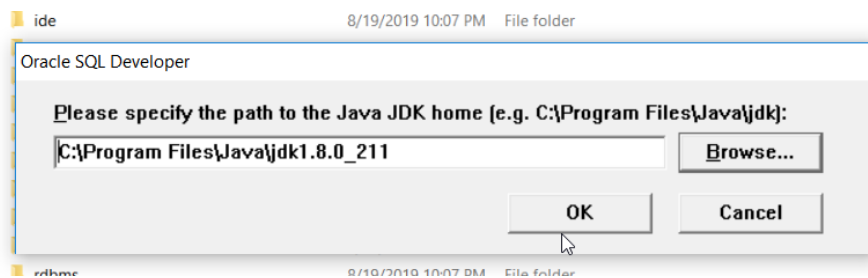 ide 8/19/2019 10:07 PM File folder
Oracle SQL Developer
Please specify the path to the Java JDK home (e.g. C:\Program Files\Java\jdk):
C:\Program Files\Java\jdk1.8.0_211 Browse...
OK Cancel
rdbms 8/19/2019 10:07 PM File folder